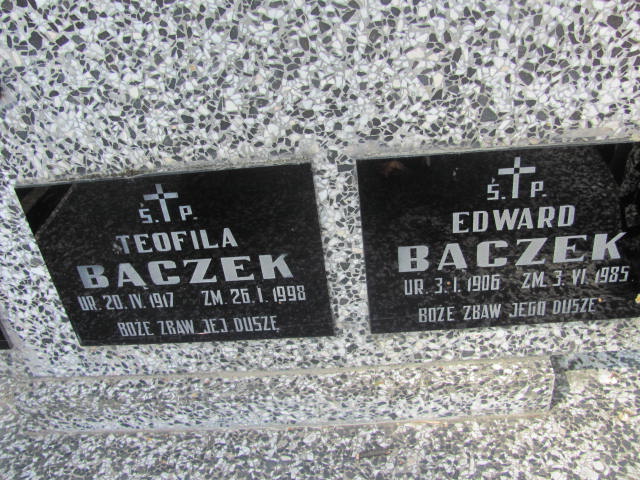 Ś. P.
TEOFILA
BĄCZEK
UR. 20. IV. 1917 ZM. 26. I. 1998
BOŻE ZBAW JEJ DUSZĘ
Ś. P.
EDWARD
BĄCZEK
UR. 3. I. 1906 ZM. 3. VI. 1985
BOŻE ZBAW JEGO DUSZĘ